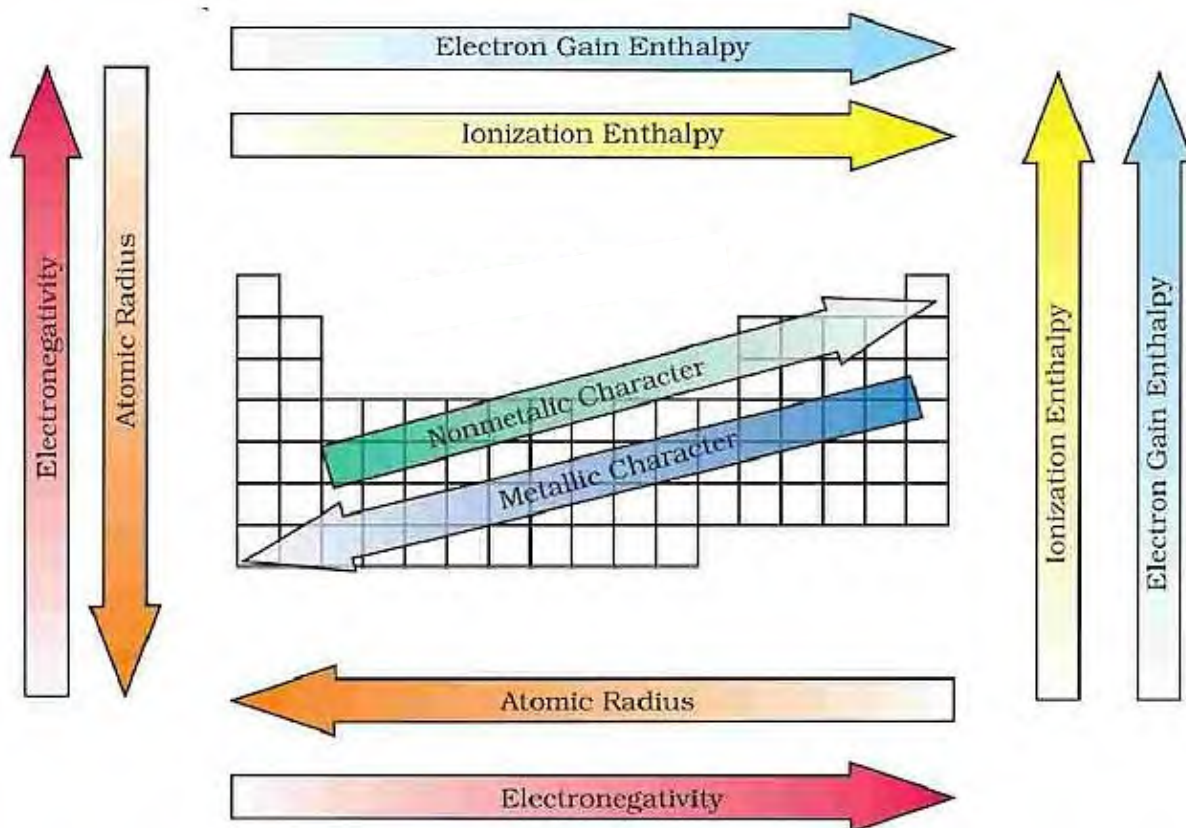 Electron Gain Enthalpy
Ionization Enthalpy
Electronegativity
Atomic Radius
Nonmetalic Character
Metallic Character
Ionization Enthalpy
Electron Gain Enthalpy
Atomic Radius
Electronegativity